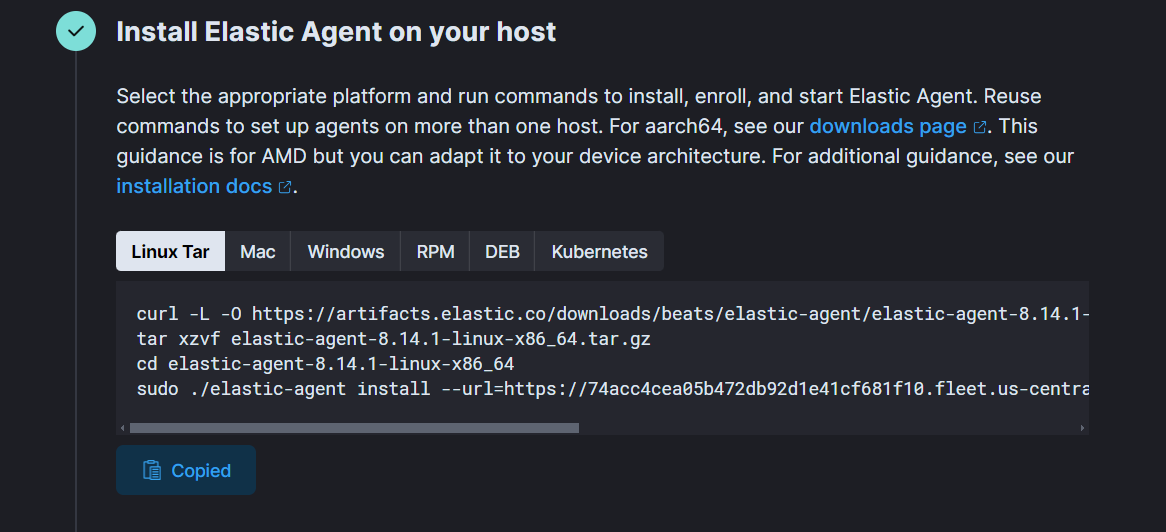 Install Elastic Agent on your host
Select the appropriate platform and run commands to install, enroll, and start Elastic Agent. Reuse
commands to set up agents on more than one host. For aarch64, see our downloads page. This
guidance is for AMD but you can adapt it to your device architecture. For additional guidance, see our
installation docs.
Linux Tar Mac Windows RPM DEB Kubernetes
curl -L -O https://artifacts.elastic.co/downloads/beats/elastic-agent/elastic-agent-8.14.1-
tar xzvf elastic-agent-8.14.1-linux-x86_64.tar.gz
cd elastic-agent-8.14.1-linux-x86_64
sudo ./elastic-agent install --url=https://74acc4cea05b472db92d1e41cf681f10.fleet.us-centra
Copied